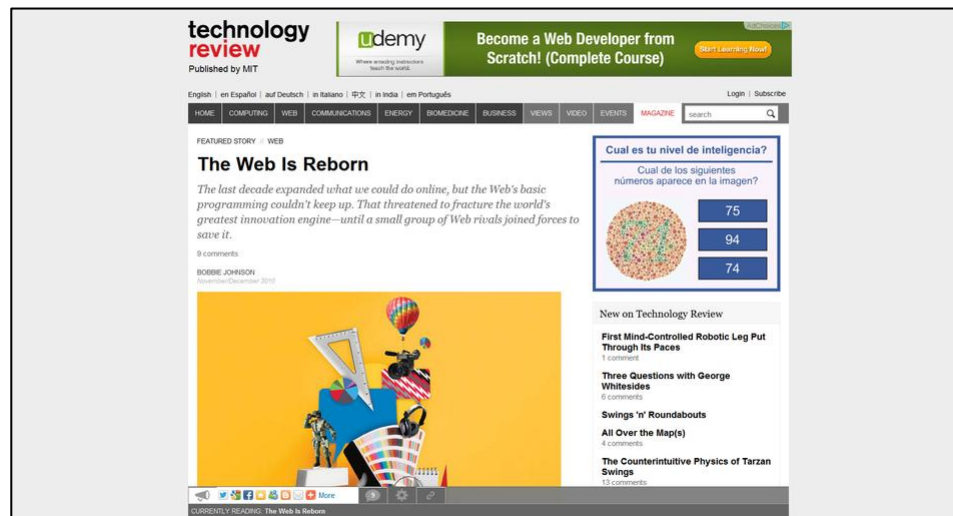 technology
review
Published by MIT
udemy
Where amazing instructors
teach the world.
Become a Web Developer from
Scratch! (Complete Course)
AdChoices
Start Learning Now!
English | en Español | auf Deutsch | in Italiano | 中文 | in India | em Português
Login | Subscribe
HOME COMPUTING WEB COMMUNICATIONS ENERGY BIOMEDICINE BUSINESS VIEWS VIDEO EVENTS MAGAZINE search
FEATURED STORY // WEB
The Web Is Reborn
The last decade expanded what we could do online, but the Web's basic
programming couldn't keep up. That threatened to fracture the world's
greatest innovation engine—until a small group of Web rivals joined forces to
save it.
9 comments
BOBBIE JOHNSON
November/December 2010
Cual es tu nivel de inteligencia?
Cual de los siguientes
números aparece en la imagen?
75
94
74
New on Technology Review
First Mind-Controlled Robotic Leg Put
Through Its Paces
1 comment
Three Questions with George
Whitesides
6 comments
Swings 'n' Roundabouts
All Over the Map(s)
4 comments
The Counterintuitive Physics of Tarzan
Swings
13 comments
More
CURRENTLY READING: The Web Is Reborn